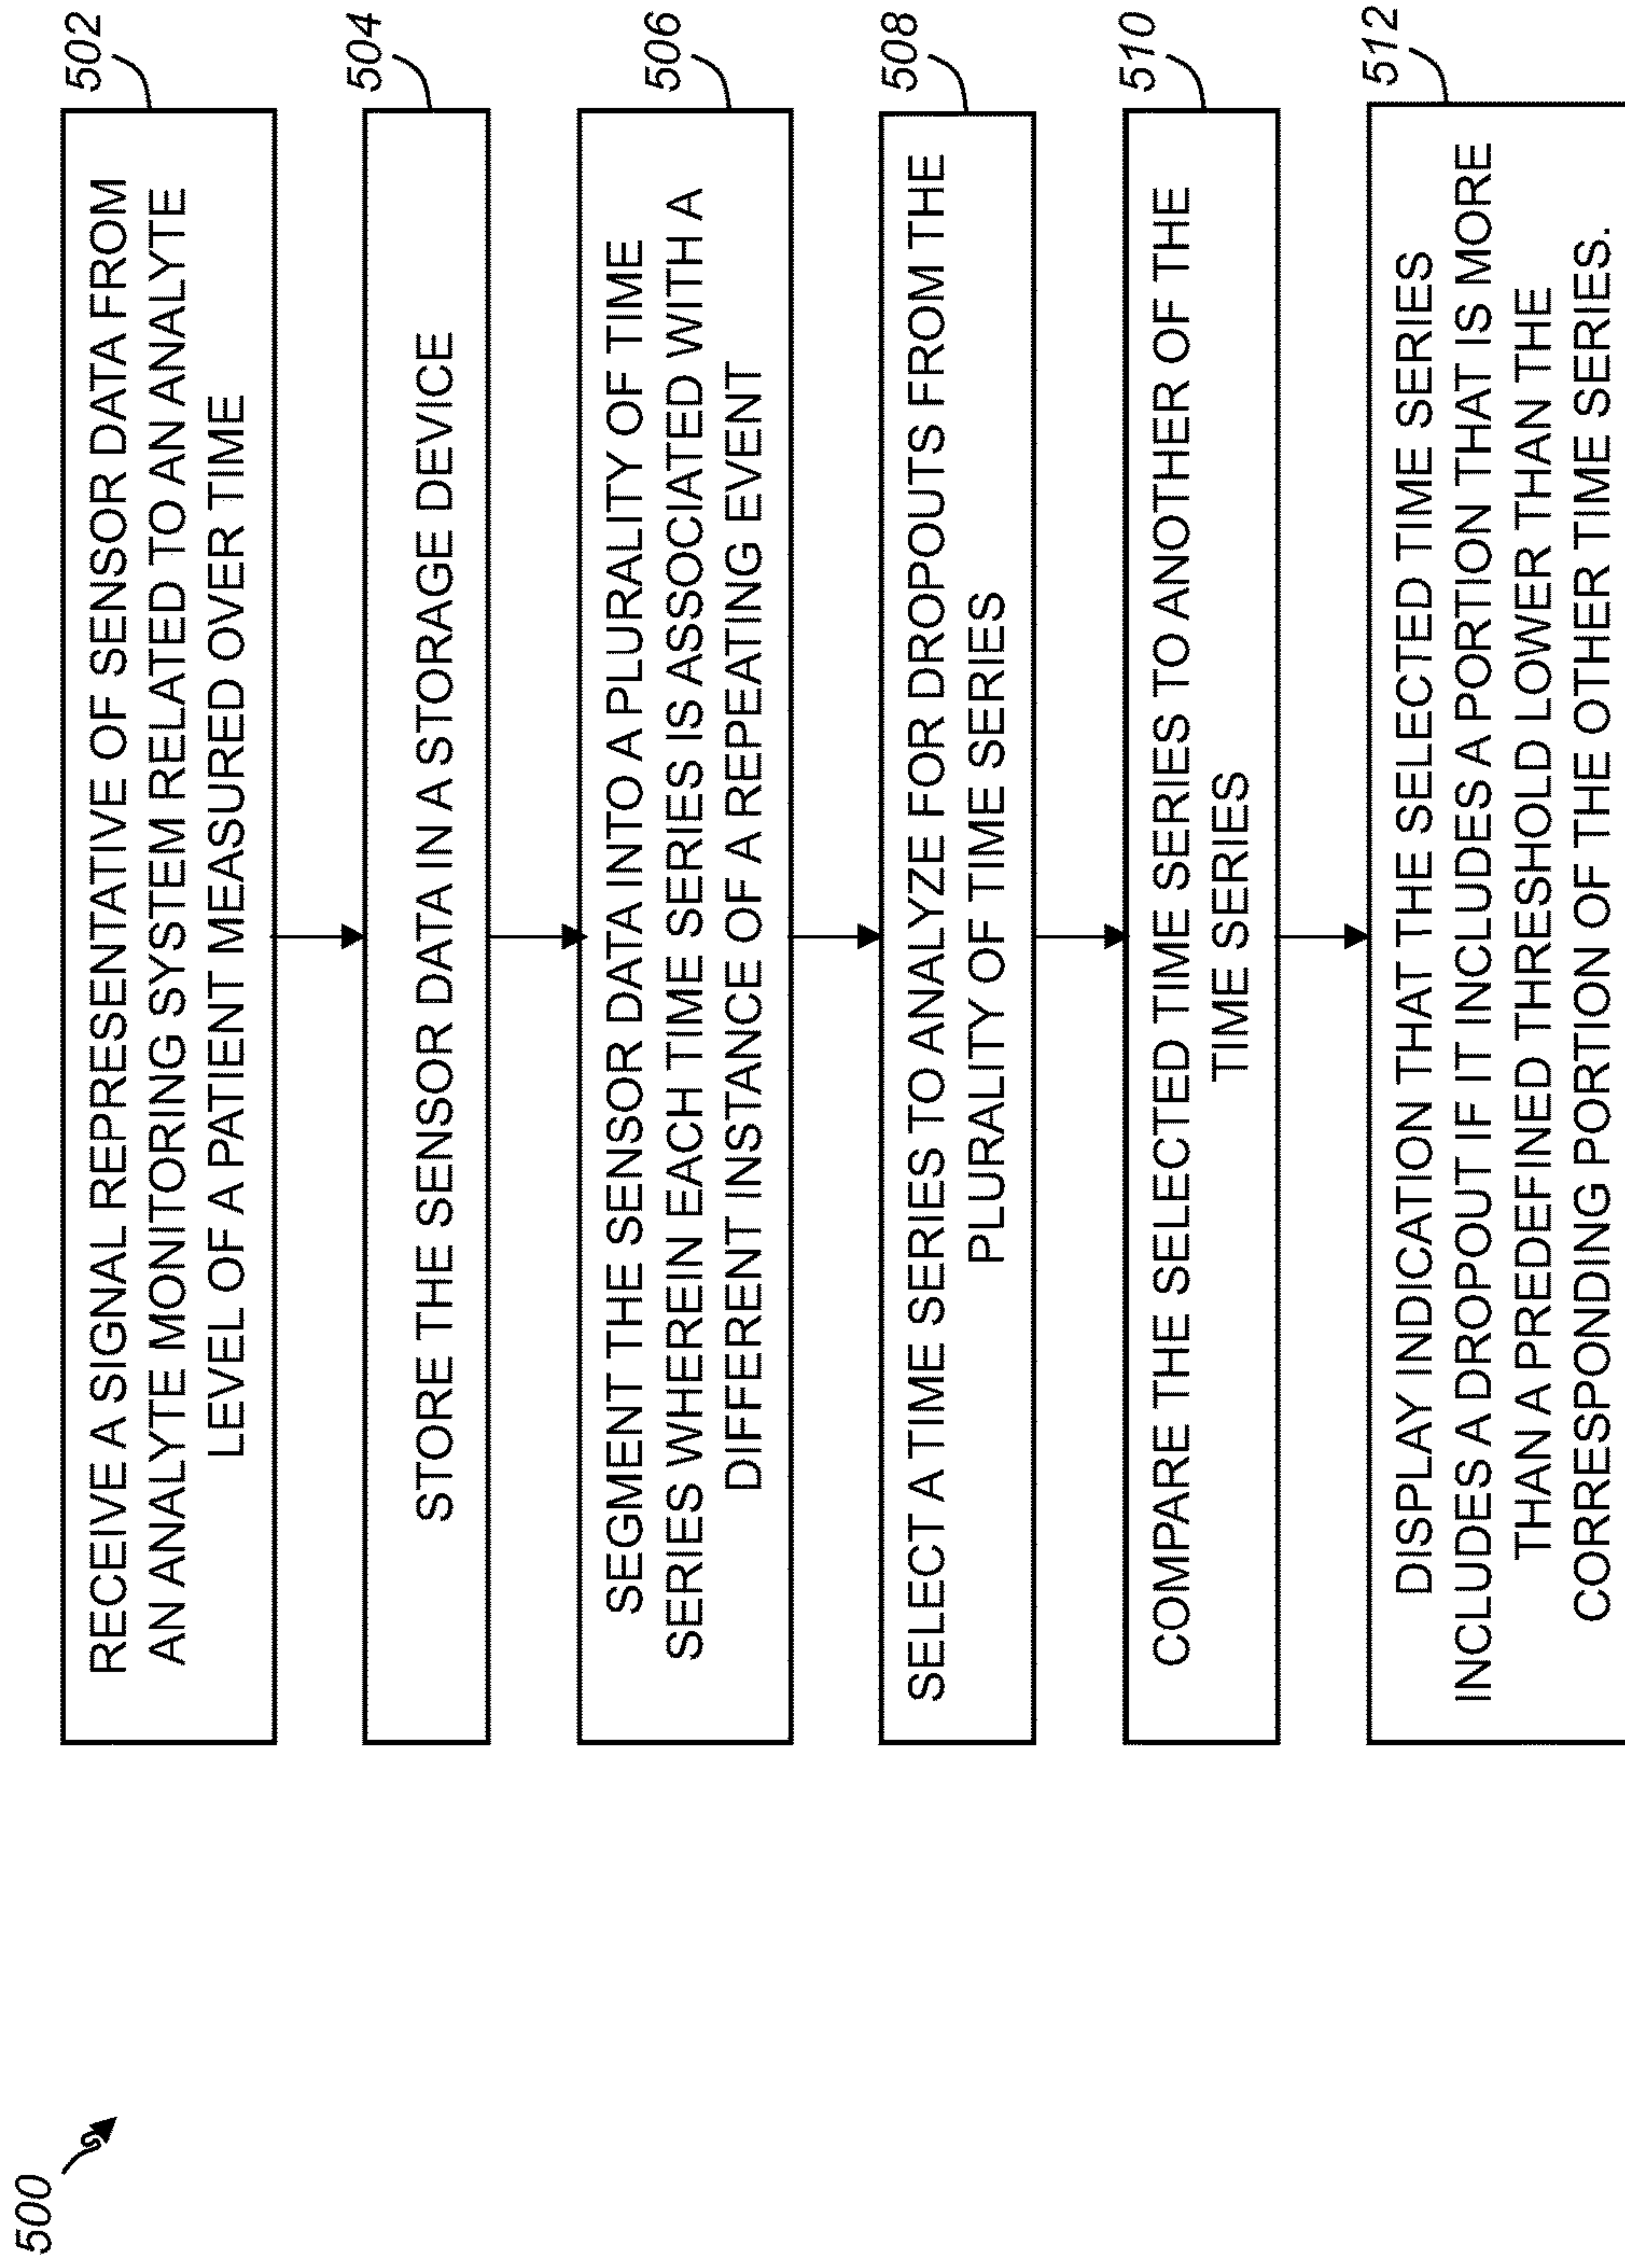 500
502
RECEIVE A SIGNAL REPRESENTATIVE OF SENSOR DATA FROM
AN ANALYTE MONITORING SYSTEM RELATED TO AN ANALYTE
LEVEL OF A PATIENT MEASURED OVER TIME
504
STORE THE SENSOR DATA IN A STORAGE DEVICE
506
SEGMENT THE SENSOR DATA INTO A PLURALITY OF TIME
SERIES WHEREIN EACH TIME SERIES IS ASSOCIATED WITH A
DIFFERENT INSTANCE OF A REPEATING EVENT
508
SELECT A TIME SERIES TO ANALYZE FOR DROPOUTS FROM THE
PLURALITY OF TIME SERIES
510
COMPARE THE SELECTED TIME SERIES TO ANOTHER OF THE
TIME SERIES
512
DISPLAY INDICATION THAT THE SELECTED TIME SERIES
INCLUDES A DROPOUT IF IT INCLUDES A PORTION THAT IS MORE
THAN A PREDEFINED THRESHOLD LOWER THAN THE
CORRESPONDING PORTION OF THE OTHER TIME SERIES.